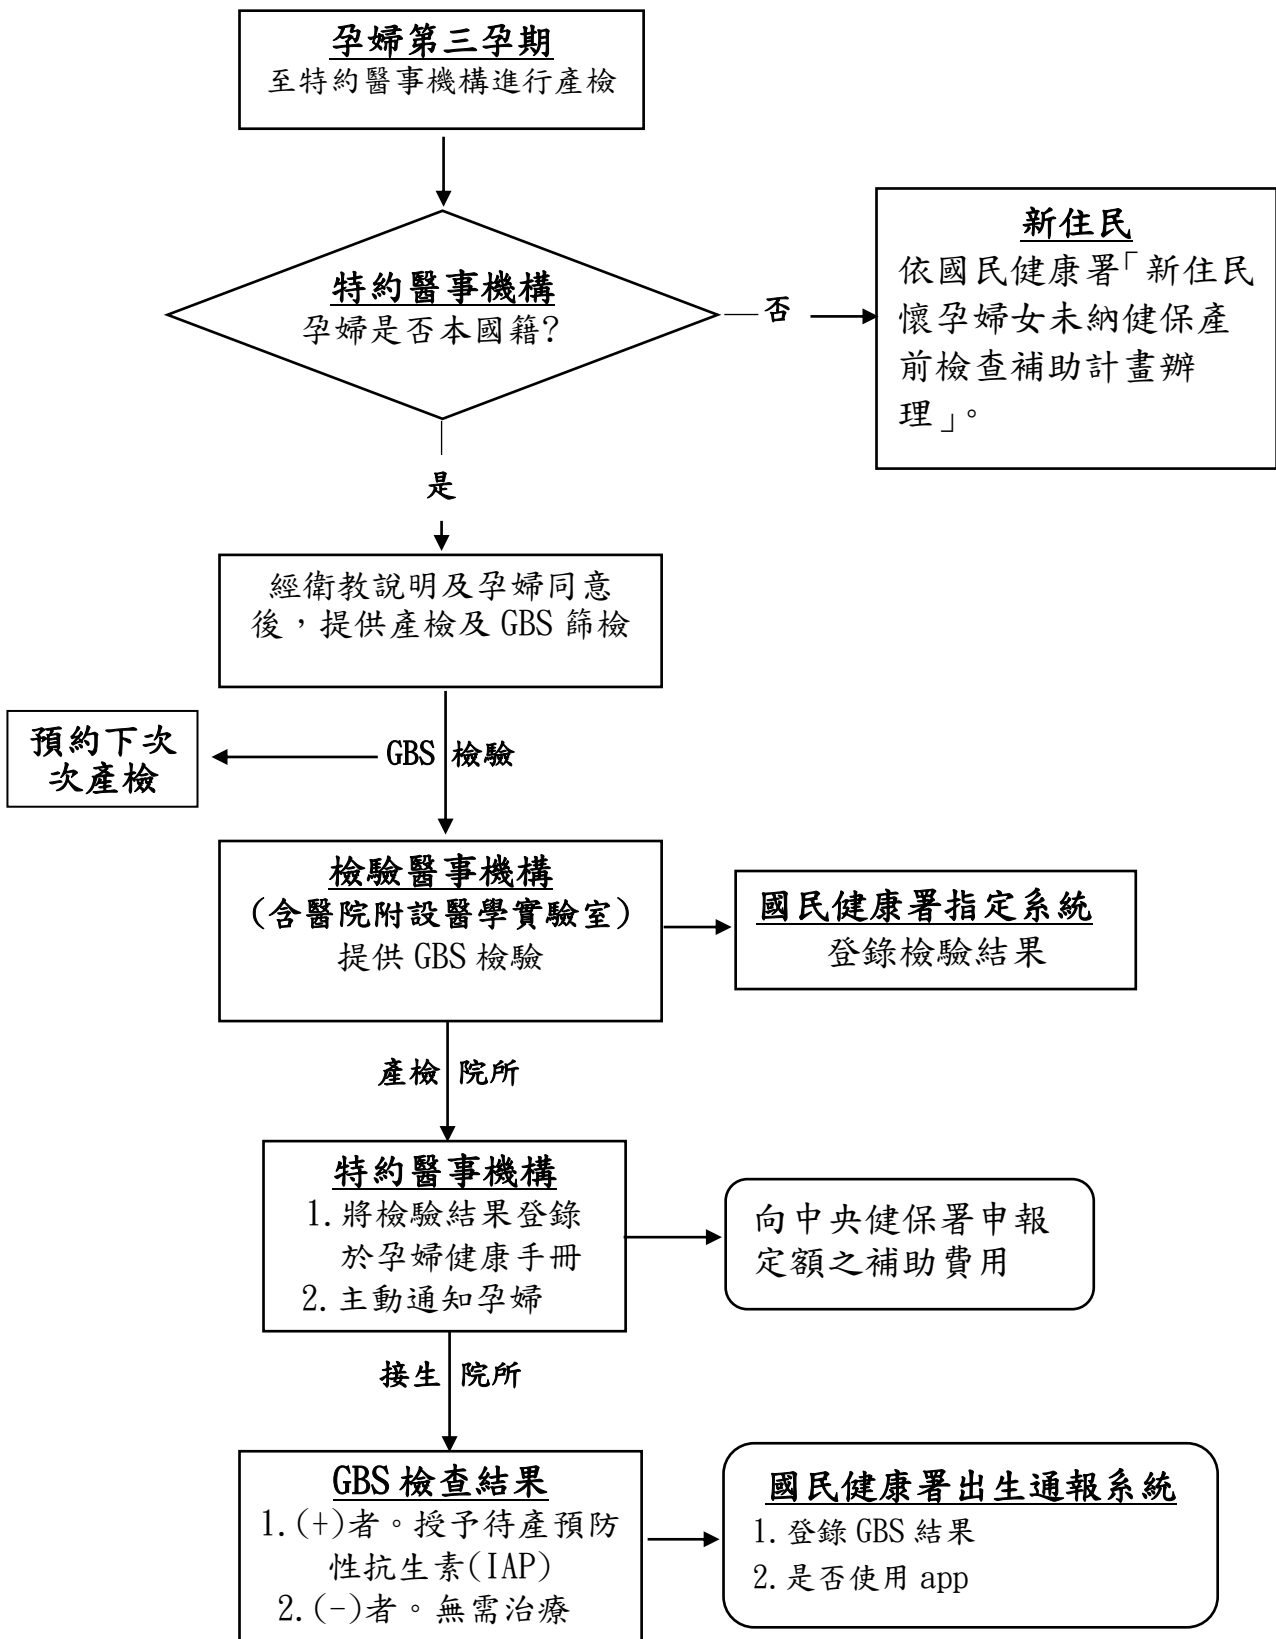 孕婦第三孕期
至特約醫事機構進行產檢
特約醫事機構
孕婦是否本國籍?
否
新住民
依國民健康署「新住民
懷孕婦女未納健保產
前檢查補助計畫辦
理」。
是
經衛教說明及孕婦同意
後，提供產檢及 GBS 篩檢
預約下次
次產檢
GBS 檢驗
檢驗醫事機構
(含醫院附設醫學實驗室)
提供 GBS 檢驗
國民健康署指定系統
登錄檢驗結果
產檢 院所
特約醫事機構
1. 將檢驗結果登錄
於孕婦健康手冊
2. 主動通知孕婦
向中央健保署申報
定額之補助費用
接生 院所
GBS 檢查結果
1. (+)者。授予待產預防
性抗生素(IAP)
2. (-)者。無需治療
國民健康署出生通報系統
1. 登錄 GBS 結果
2. 是否使用 app